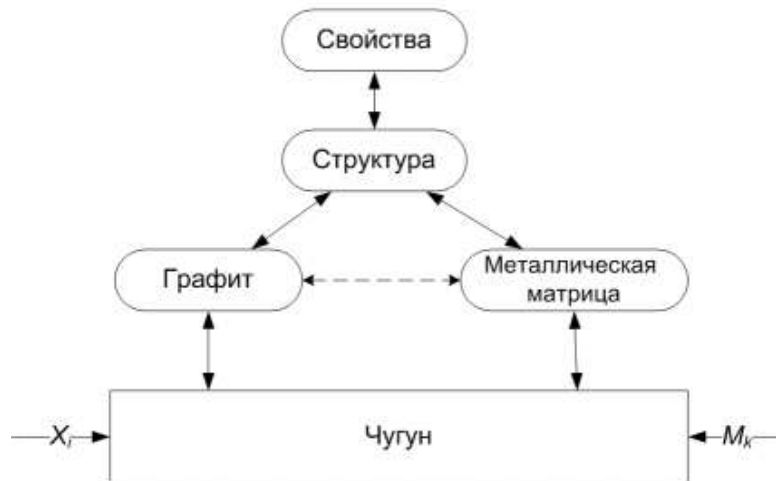 Свойства
Структура
Графит
Металлическая
матрица
Xi
Чугун
Mk